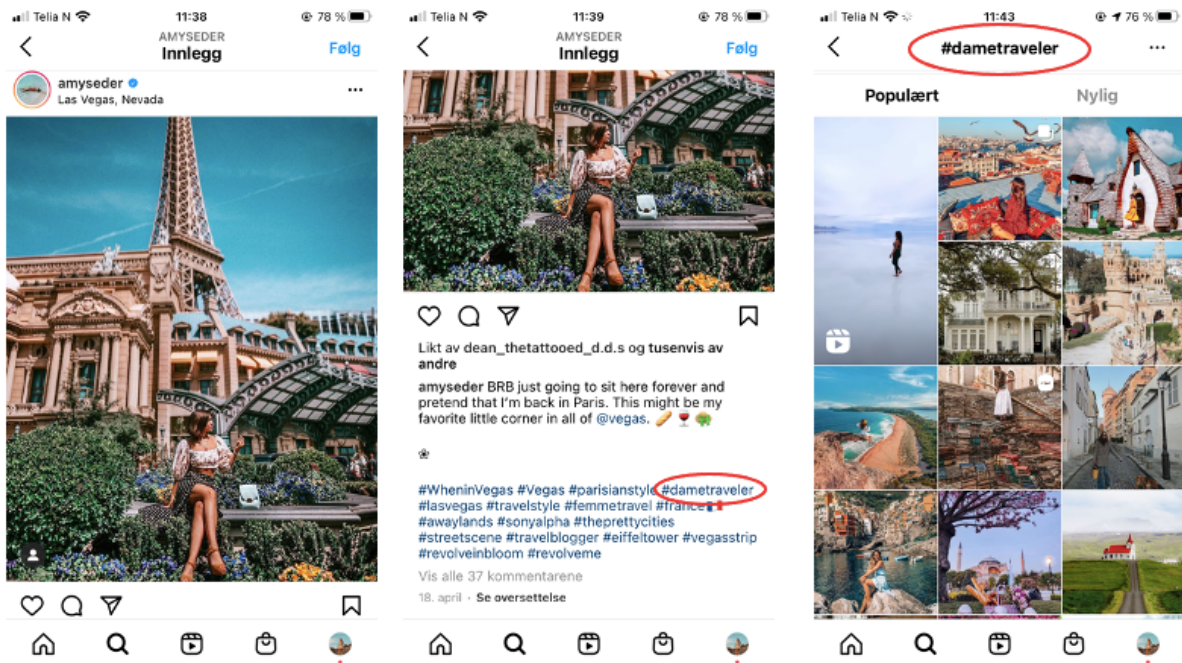 Telia N
11:38
78 %
AMYSEDER
Innlegg
Følg
amyseder
Las Vegas, Nevada
Telia N
11:39
78 %
AMYSEDER
Innlegg
Følg
Likt av dean_thetattooed_d.d.s og tusenvis av
andre
amyseder BRB just going to sit here forever and
pretend that I'm back in Paris. This might be my
favorite little corner in all of @vegas. 🥖 🍷 🥦
❀
#WheninVegas #Vegas #parisianstyle #dametraveler
#lasvegas #travelstyle #femmetravel #france🇫🇷
#awaylands #sonyalpha #theprettycities
#streetscene #travelblogger #eiffeltower #vegasstrip
#revolveinbloom #revolveme
Vis alle 37 kommentarene
18. april · Se oversettelse
Telia N
11:43
76 %
#dametraveler
Populært
Nylig